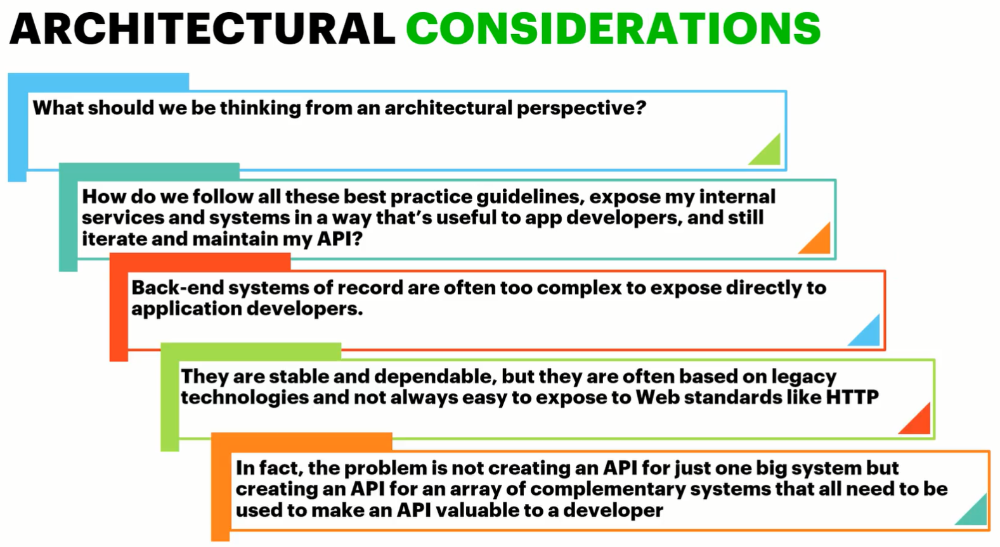 ARCHITECTURAL CONSIDERATIONS
What should we be thinking from an architectural perspective?
How do we follow all these best practice guidelines, expose my internal
services and systems in a way that's useful to app developers, and still
iterate and maintain my API?
Back-end systems of record are often too complex to expose directly to
application developers.
They are stable and dependable, but they are often based on legacy
technologies and not always easy to expose to Web standards like HTTP
In fact, the problem is not creating an API for just one big system but
creating an API for an array of complementary systems that all need to be
used to make an API valuable to a developer